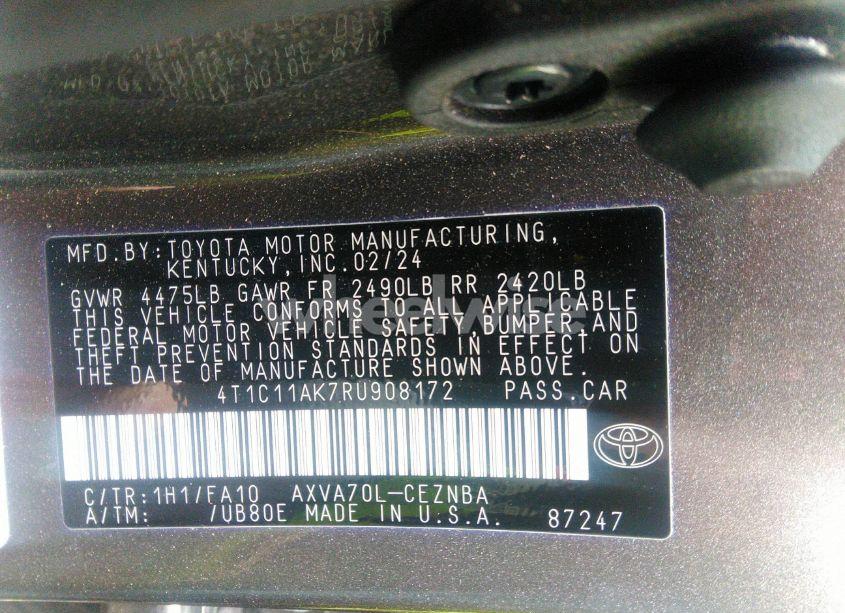 MFD.BY:TOYOTA MOTOR MANUFACTURING,
KENTUCKY,INC.02/24
GVWR 4475LB GAWR FR 2490LB RR 2420LB
THIS VEHICLE CONFORMS TO ALL APPLICABLE
FEDERAL MOTOR VEHICLE SAFETY,BUMPER,AND
THEFT PREVENTION STANDARDS IN EFFECT ON
THE DATE OF MANUFACTURE SHOWN ABOVE.
4T1C11AK7RU908172 PASS.CAR
C/TR:1H1/FA10 AXVA70L-CEZNBA
A/TM: /UB80E MADE IN U.S.A. 87247
wheelwise